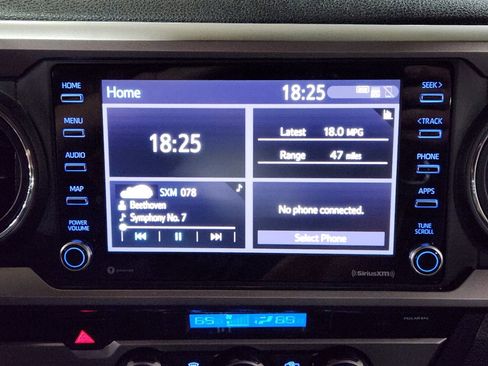 HOME
MENU
AUDIO
MAP
POWER
VOLUME
Home
18:25
18:25
Latest 18.0 MPG
Range 47 miles
SXM 078
Beethoven
Symphony No. 7
No phone connected.
Select Phone
SEEK >
< TRACK
PHONE
APPS
TUNE
SCROLL
((SiriusXM))
65
65